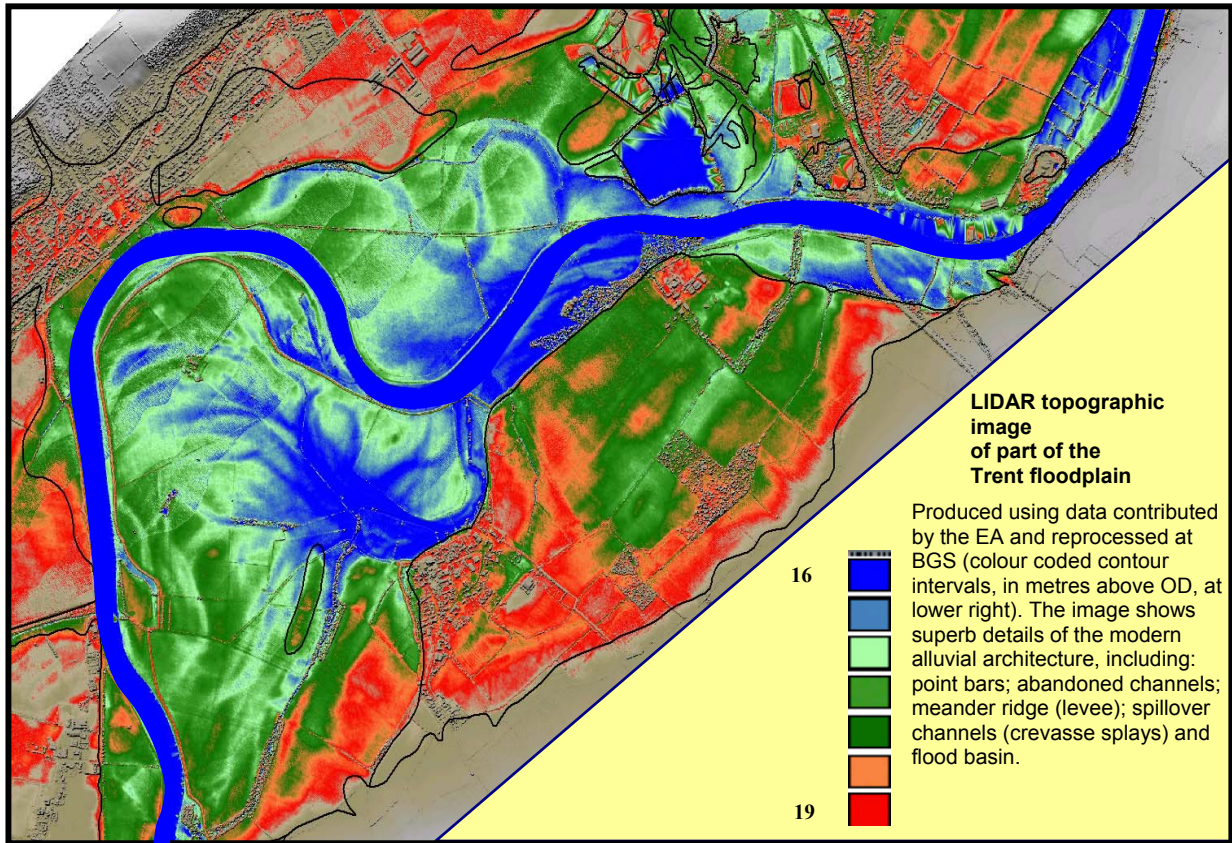 LIDAR topographic
image
of part of the
Trent floodplain
Produced using data contributed
by the EA and reprocessed at
BGS (colour coded contour
intervals, in metres above OD, at
lower right). The image shows
superb details of the modern
alluvial architecture, including:
point bars; abandoned channels;
meander ridge (levee); spillover
channels (crevasse splays) and
flood basin.
16
19